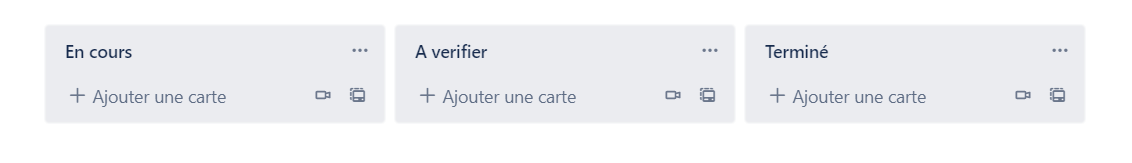 En cours
+ Ajouter une carte
A verifier
+ Ajouter une carte
Terminé
+ Ajouter une carte